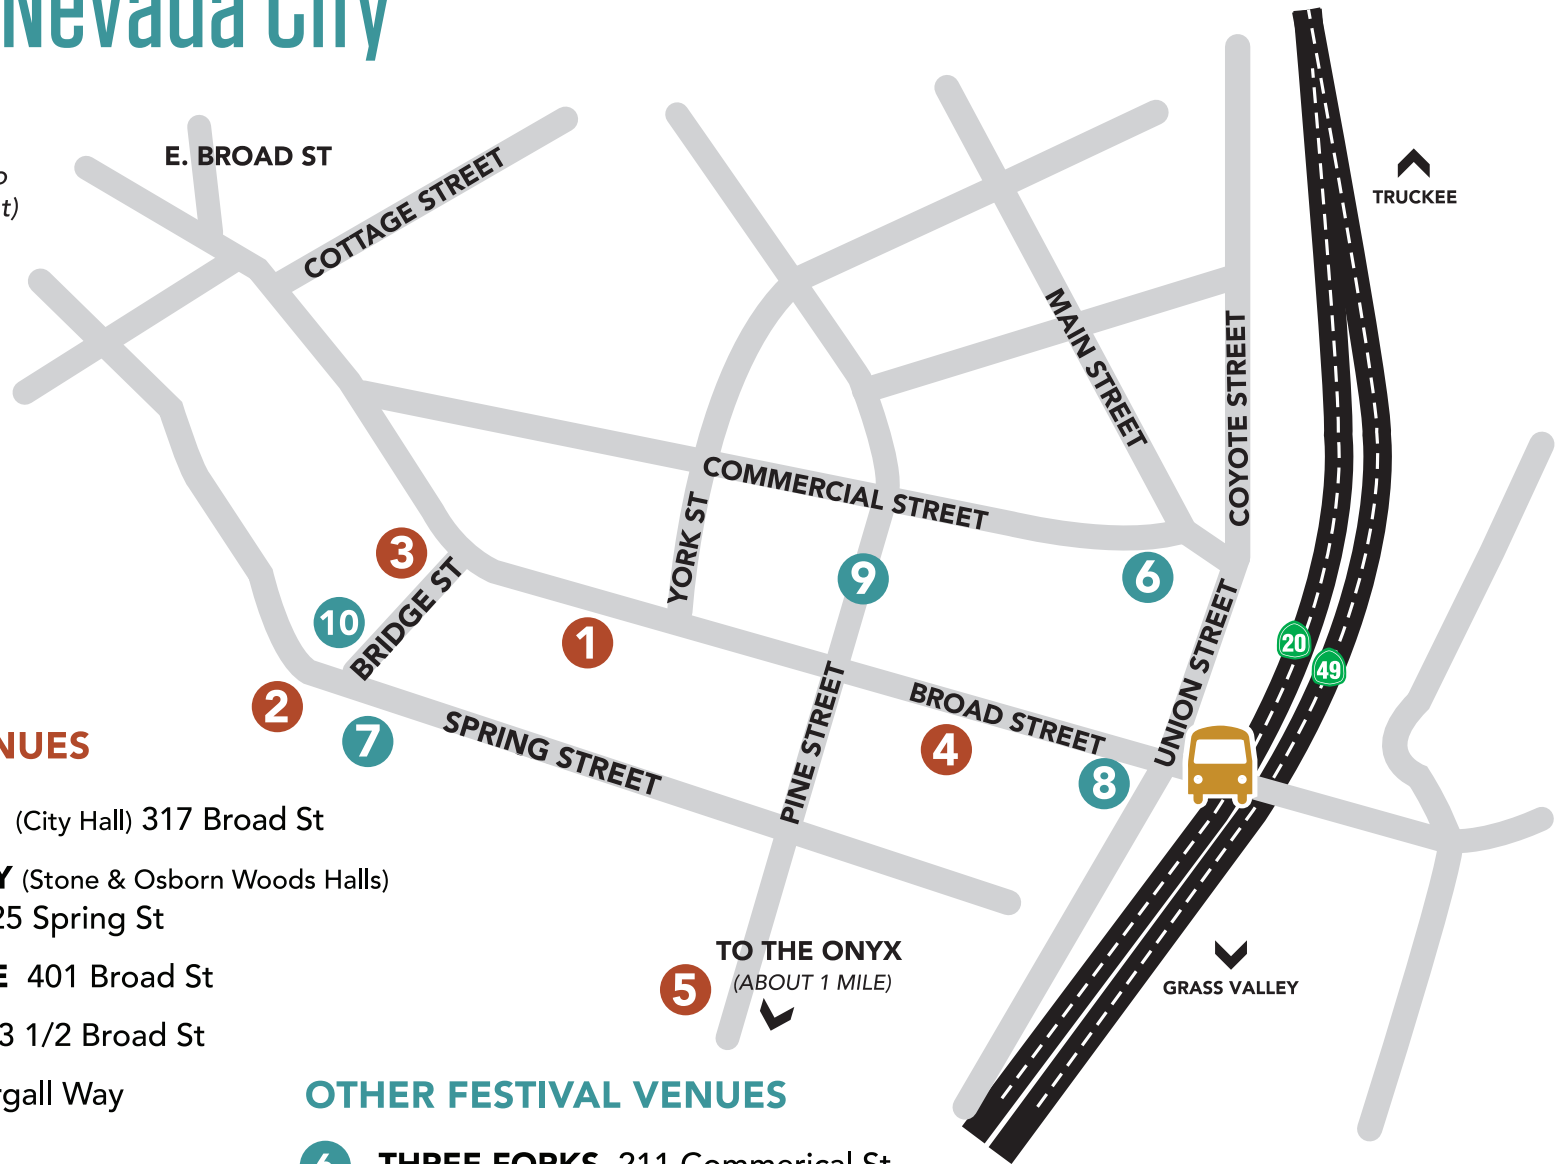 Nevada City
E. BROAD ST
t)
COTTAGE STREET
TRUCKEE
MAIN STREET
COYOTE STREET
COMMERCIAL STREET
YORK ST
3
BRIDGE ST
9
6
10
1
UNION STREET
20
49
2
7
SPRING STREET
PINE STREET
BROAD STREET
4
8
NUES
(City Hall) 317 Broad St
Y (Stone & Osborn Woods Halls)
25 Spring St
E 401 Broad St
3 1/2 Broad St
rgall Way
5
TO THE ONYX
(ABOUT 1 MILE)
GRASS VALLEY
OTHER FESTIVAL VENUES
6 THREE FORKS 211 Commerical St